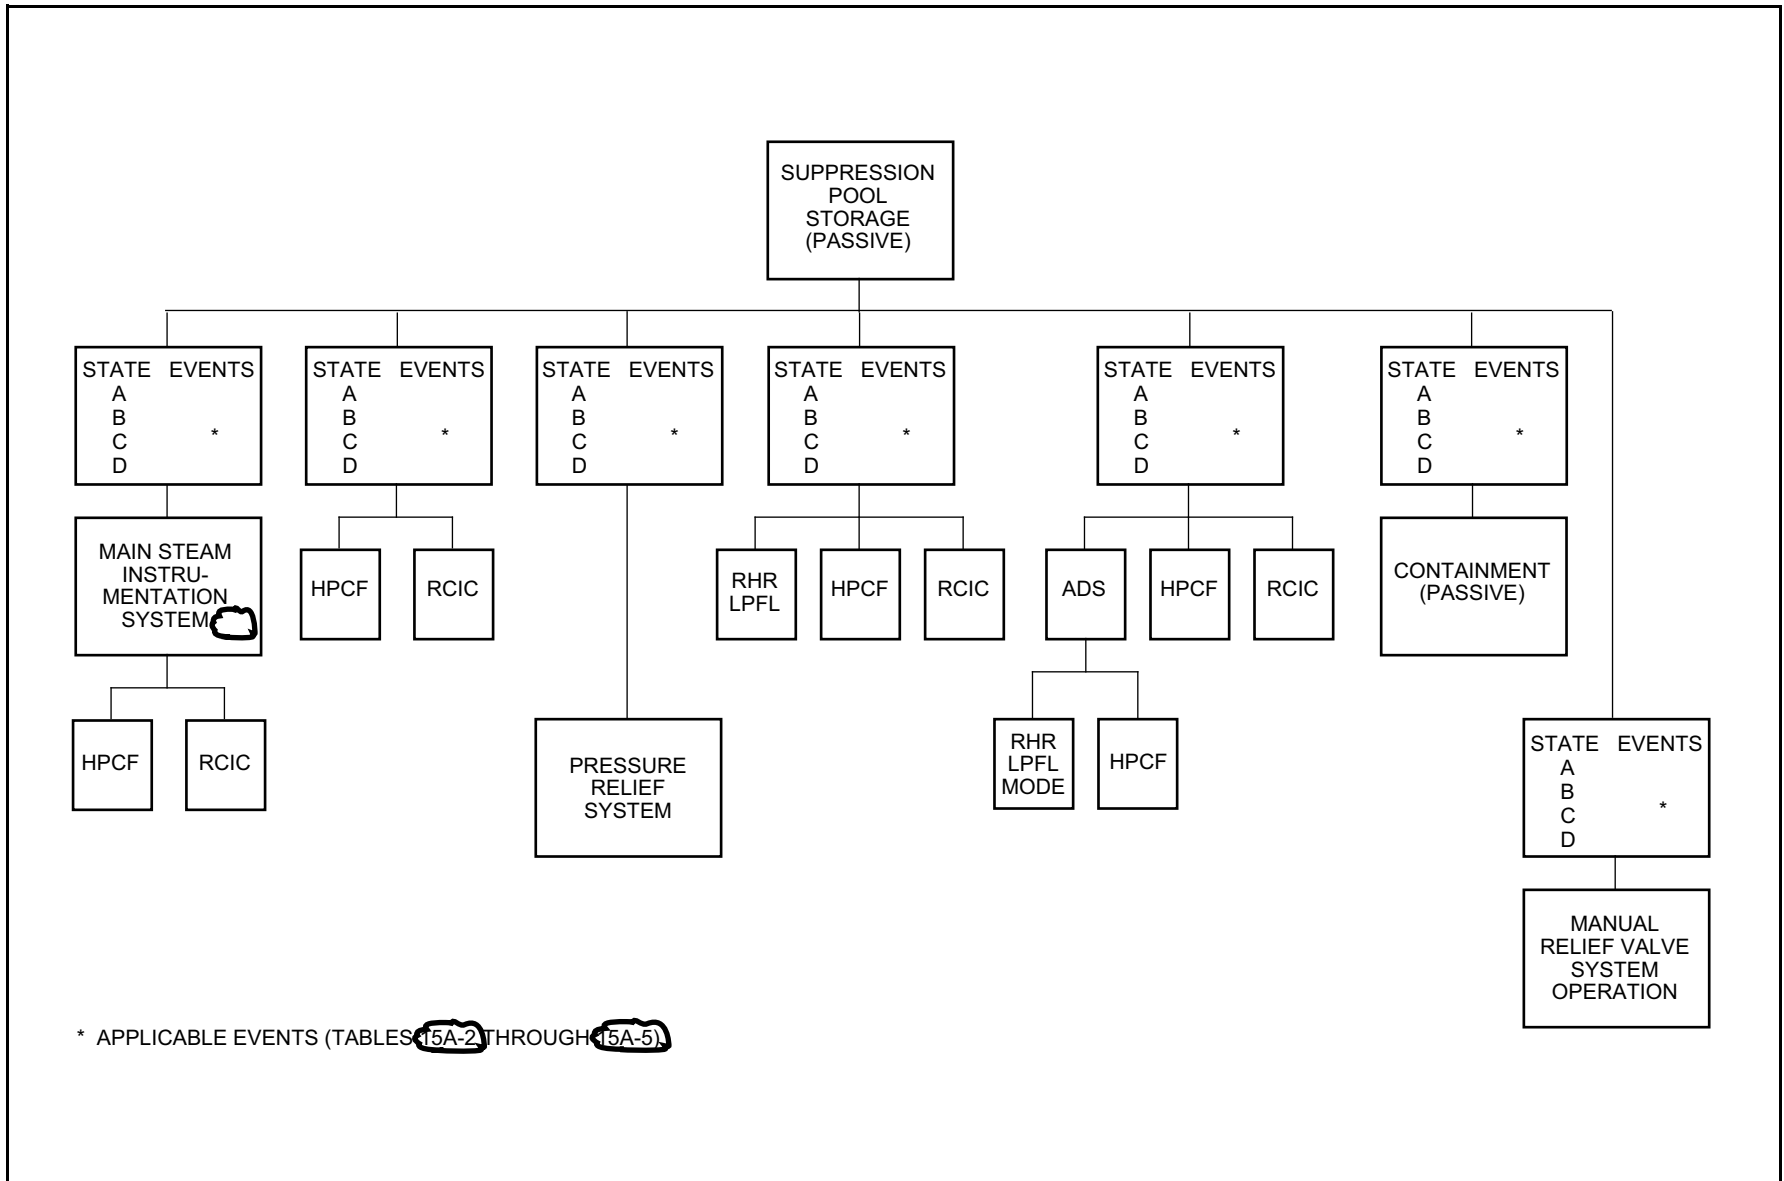 SUPPRESSION
POOL
STORAGE
(PASSIVE)
STATE EVENTS
A
B
C *
D
STATE EVENTS
A
B
C *
D
STATE EVENTS
A
B
C *
D
STATE EVENTS
A
B
C *
D
STATE EVENTS
A
B
C *
D
STATE EVENTS
A
B
C *
D
MAIN STEAM
INSTRU-
MENTATION
SYSTEM
HPCF
RCIC
RHR
LPFL
HPCF
RCIC
ADS
HPCF
RCIC
CONTAINMENT
(PASSIVE)
HPCF
RCIC
PRESSURE
RELIEF
SYSTEM
RHR
LPFL
MODE
HPCF
STATE EVENTS
A
B
C *
D
MANUAL
RELIEF VALVE
SYSTEM
OPERATION
* APPLICABLE EVENTS (TABLES 15A-2 THROUGH 15A-5)